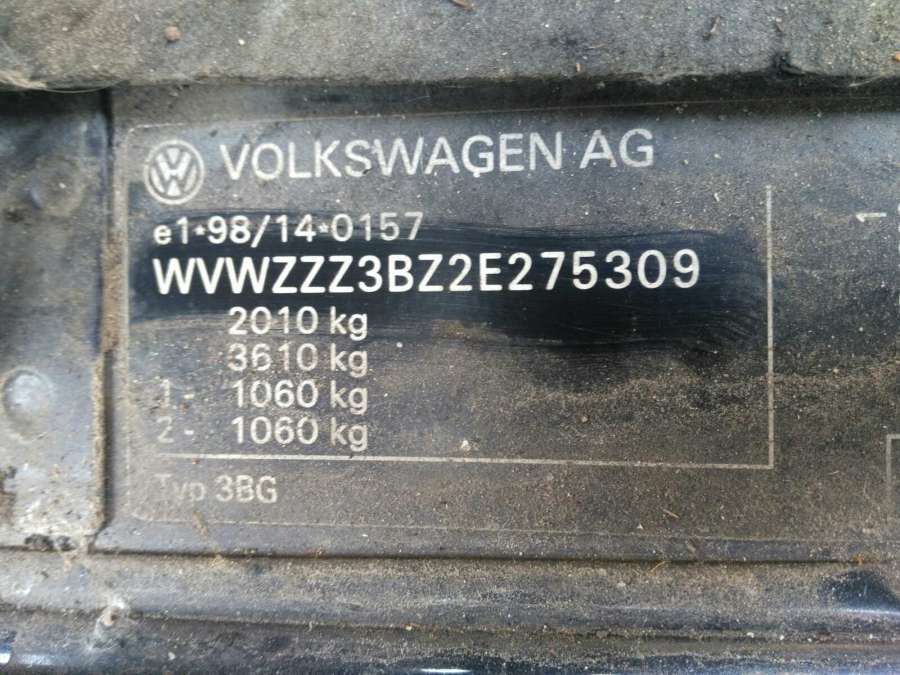 VOLKSWAGEN AG
e1*98/14*0157
WVWZZZ3BZ2E275309
2010 kg
3610 kg
1- 1060 kg
2- 1060 kg
Typ 3BG
1